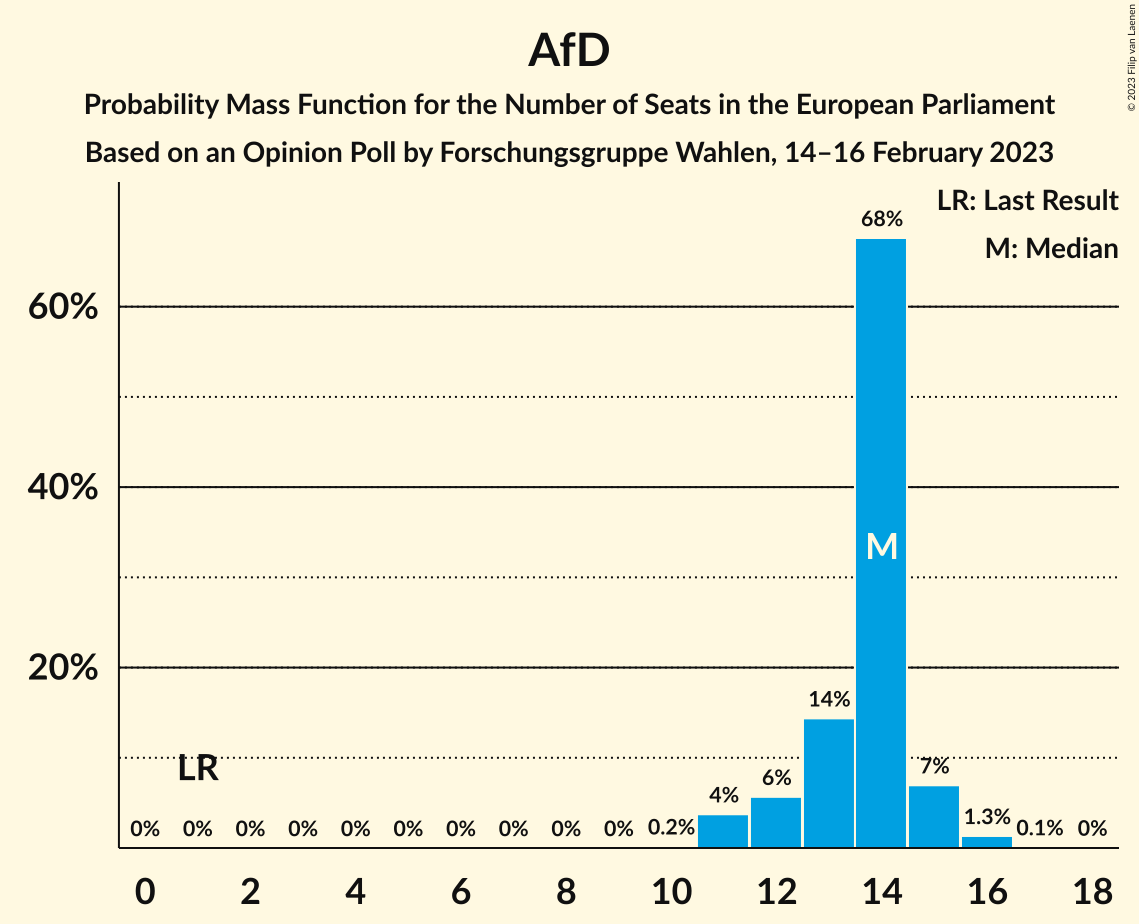 AfD
Probability Mass Function for the Number of Seats in the European Parliament
Based on an Opinion Poll by Forschungsgruppe Wahlen, 14–16 February 2023
© 2023 Filip van Laenen
LR: Last Result
M: Median
60%
40%
20%
LR
M
0% 0% 0% 0% 0% 0% 0% 0% 0% 0% 0.2% 4% 6% 14% 68% 7% 1.3% 0.1% 0%
0 2 4 6 8 10 12 14 16 18